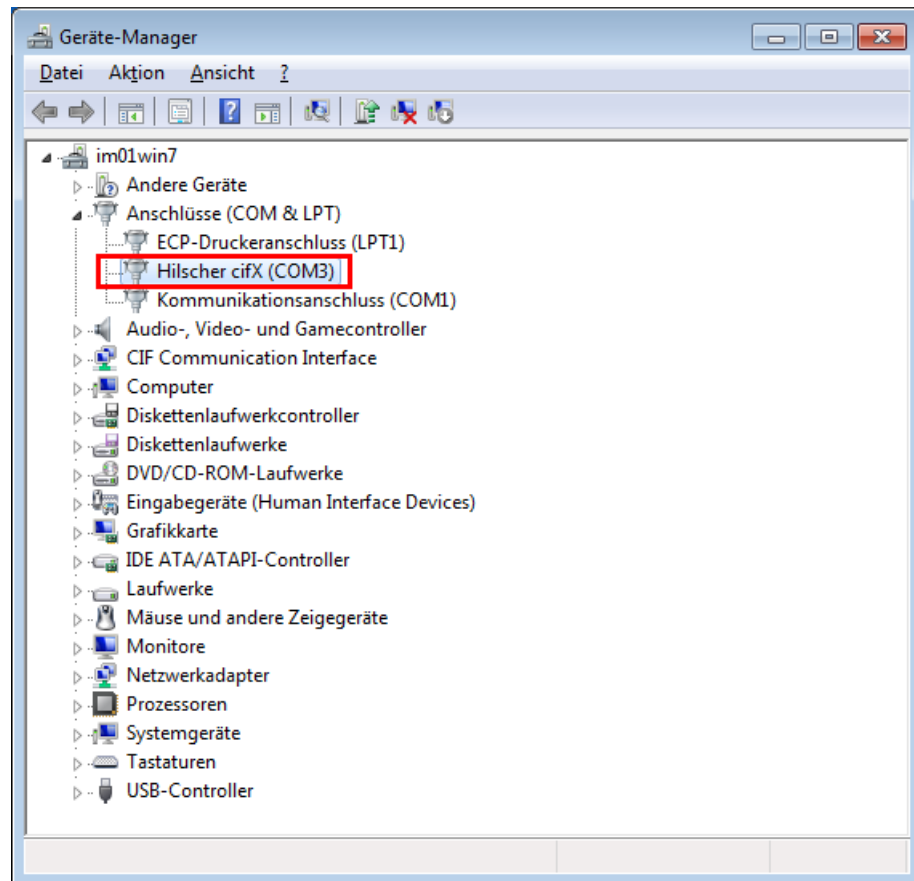 Geräte-Manager
Datei Aktion Ansicht ?
im01win7
Andere Geräte
Anschlüsse (COM & LPT)
ECP-Druckeranschluss (LPT1)
Hilscher cifX (COM3)
Kommunikationsanschluss (COM1)
Audio-, Video- und Gamecontroller
CIF Communication Interface
Computer
Diskettenlaufwerkcontroller
Diskettenlaufwerke
DVD/CD-ROM-Laufwerke
Eingabegeräte (Human Interface Devices)
Grafikkarte
IDE ATA/ATAPI-Controller
Laufwerke
Mäuse und andere Zeigegeräte
Monitore
Netzwerkadapter
Prozessoren
Systemgeräte
Tastaturen
USB-Controller